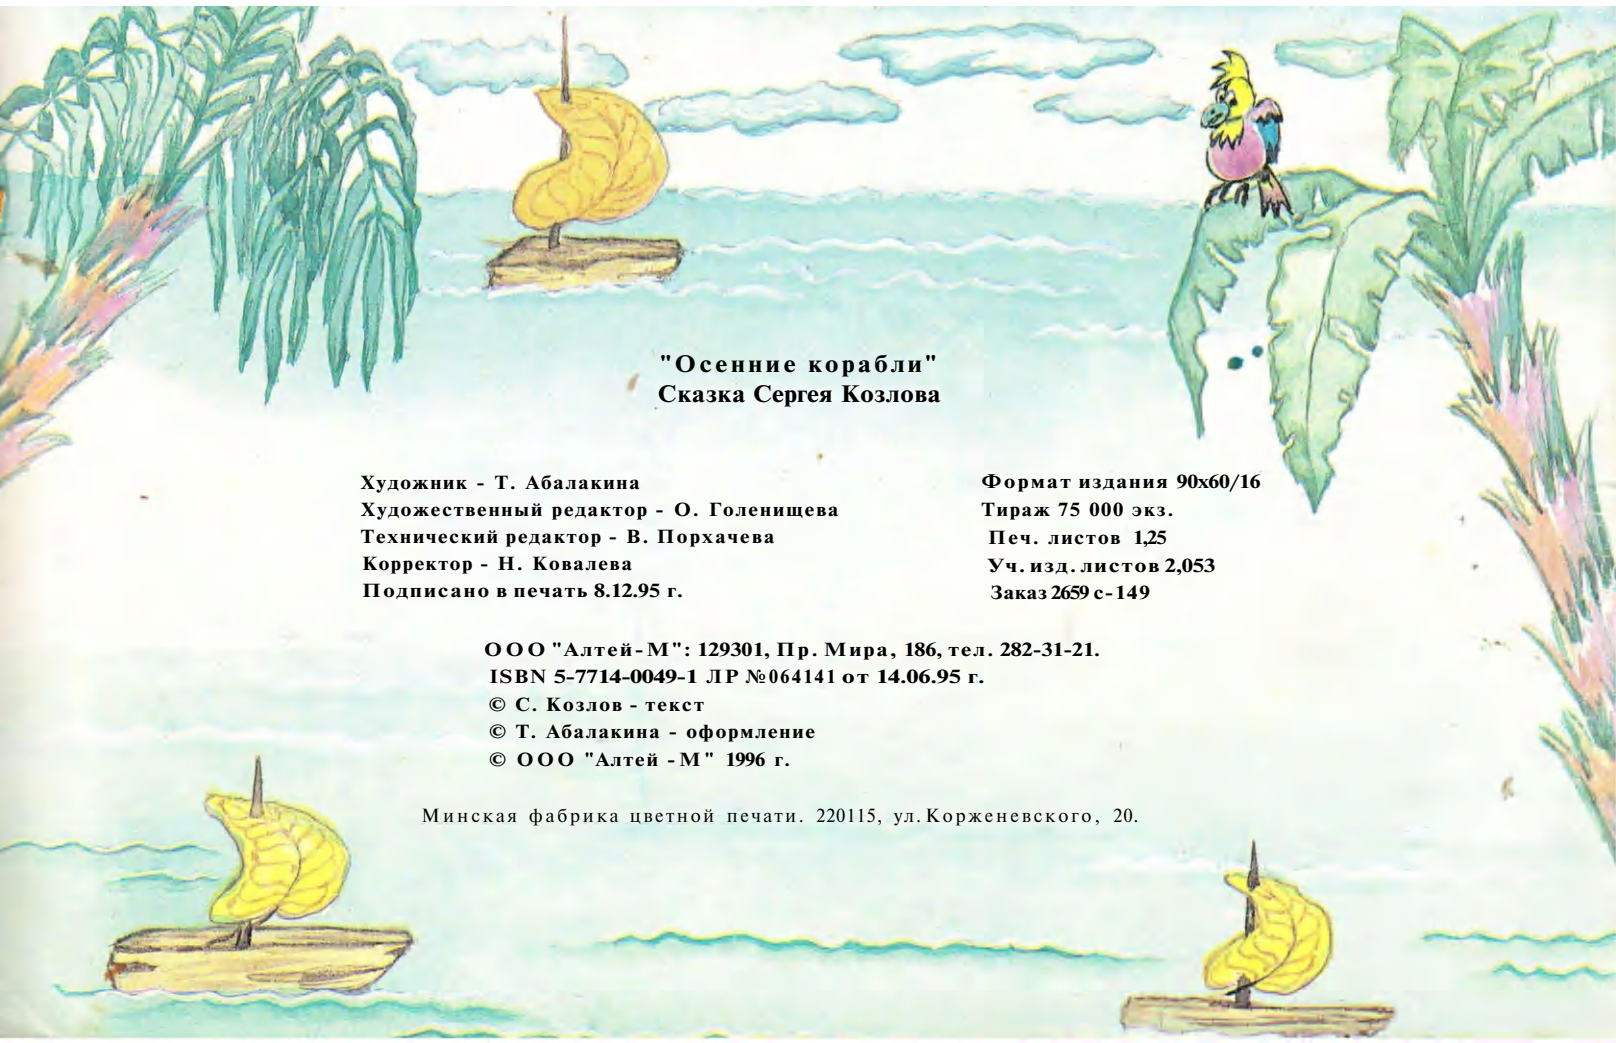 "Осенние корабли"
Сказка Сергея Козлова
Художник - Т. Абалакина
Художественный редактор - О. Голенищева
Технический редактор - В. Порхачева
Корректор - Н. Ковалева
Подписано в печать 8.12.95 г.
Формат издания 90х60/16
Тираж 75 000 экз.
Печ. листов 1,25
Уч. изд. листов 2,053
Заказ 2659 с-149
ООО "Алтей-М": 129301, Пр. Мира, 186, тел. 282-31-21.
ISBN 5-7714-0049-1 ЛР №064141 от 14.06.95 г.
© С. Козлов - текст
© Т. Абалакина - оформление
© ООО "Алтей -М" 1996 г.
Минская фабрика цветной печати. 220115, ул. Корженевского, 20.